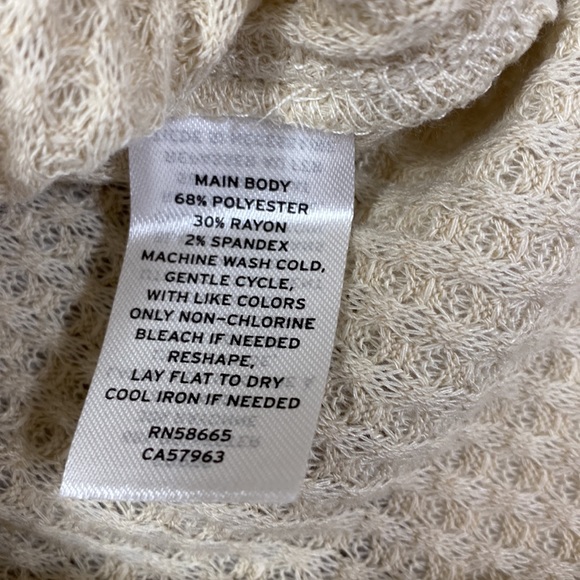 MAIN BODY
68% POLYESTER
30% RAYON
2% SPANDEX
MACHINE WASH COLD,
GENTLE CYCLE,
WITH LIKE COLORS
ONLY NON-CHLORINE
BLEACH IF NEEDED
RESHAPE,
LAY FLAT TO DRY
COOL IRON IF NEEDED
RN58665
CA57963